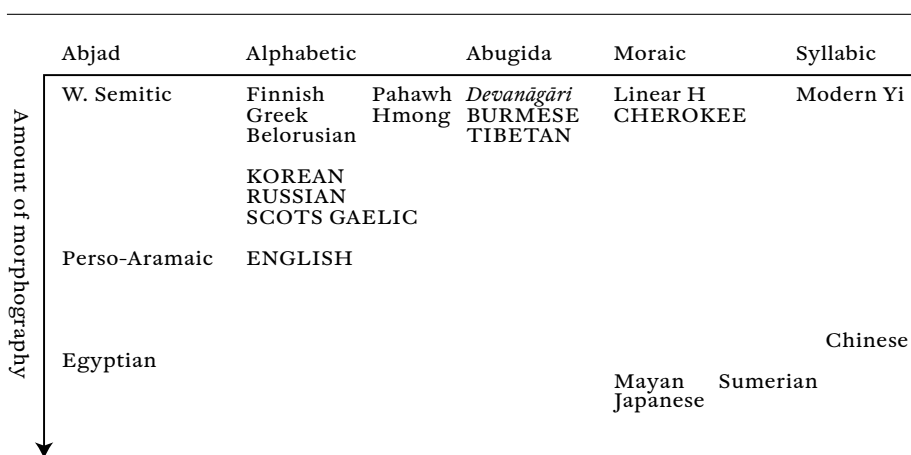 Abjad Alphabetic Abugida Moraic Syllabic
W. Semitic Finnish Pahawh Devanāgāri Linear H Modern Yi
Greek Hmong BURMESE CHEROKEE
Belorusian TIBETAN
KOREAN
RUSSIAN
SCOTS GAELIC
Perso-Aramaic ENGLISH
Chinese
Egyptian
Mayan Sumerian
Japanese
Amount of morphography